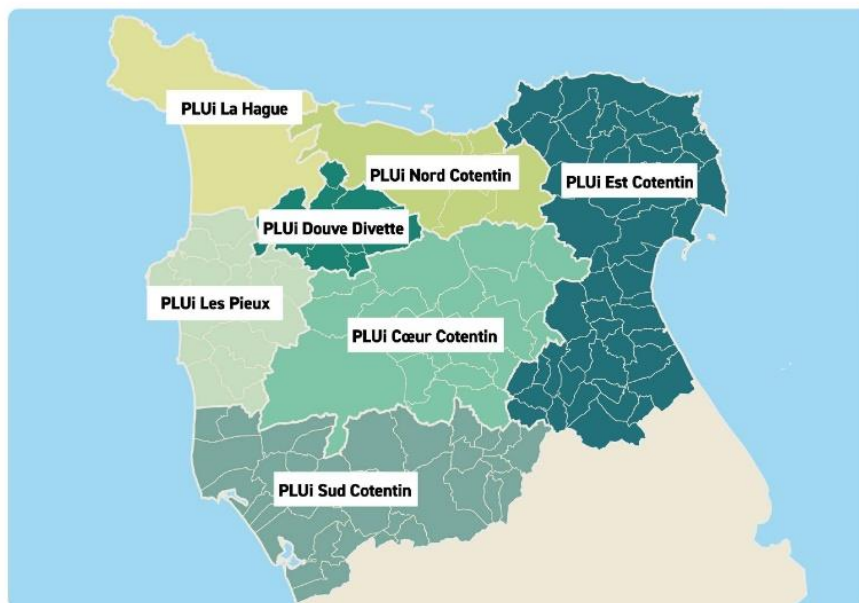 PLUi La Hague
PLUi Nord Cotentin
PLUi Est Cotentin
PLUi Douve Divette
PLUi Les Pieux
PLUi Cœur Cotentin
PLUi Sud Cotentin